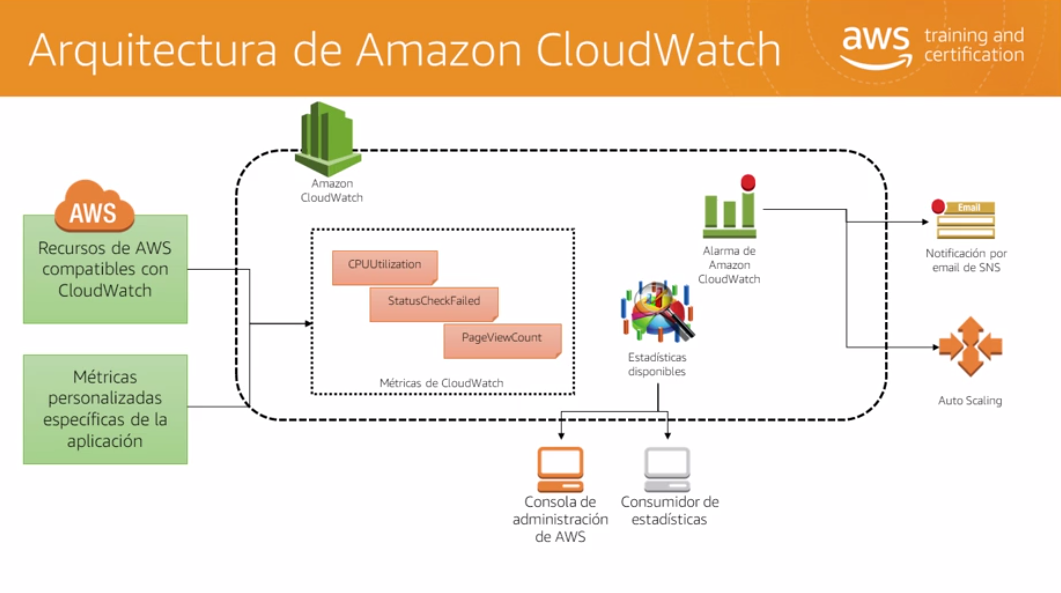 Arquitectura de Amazon CloudWatch
aws training and
certification
Amazon
CloudWatch
AWS
Recursos de AWS
compatibles con
CloudWatch
Métricas
personalizadas
específicas de la
aplicación
CPUUtilization
StatusCheckFailed
PageViewCount
Métricas de CloudWatch
Estadísticas
disponibles
Alarma de
Amazon
CloudWatch
Email
Notificación por
email de SNS
Auto Scaling
Consola de
administración
de AWS
Consumidor de
estadísticas